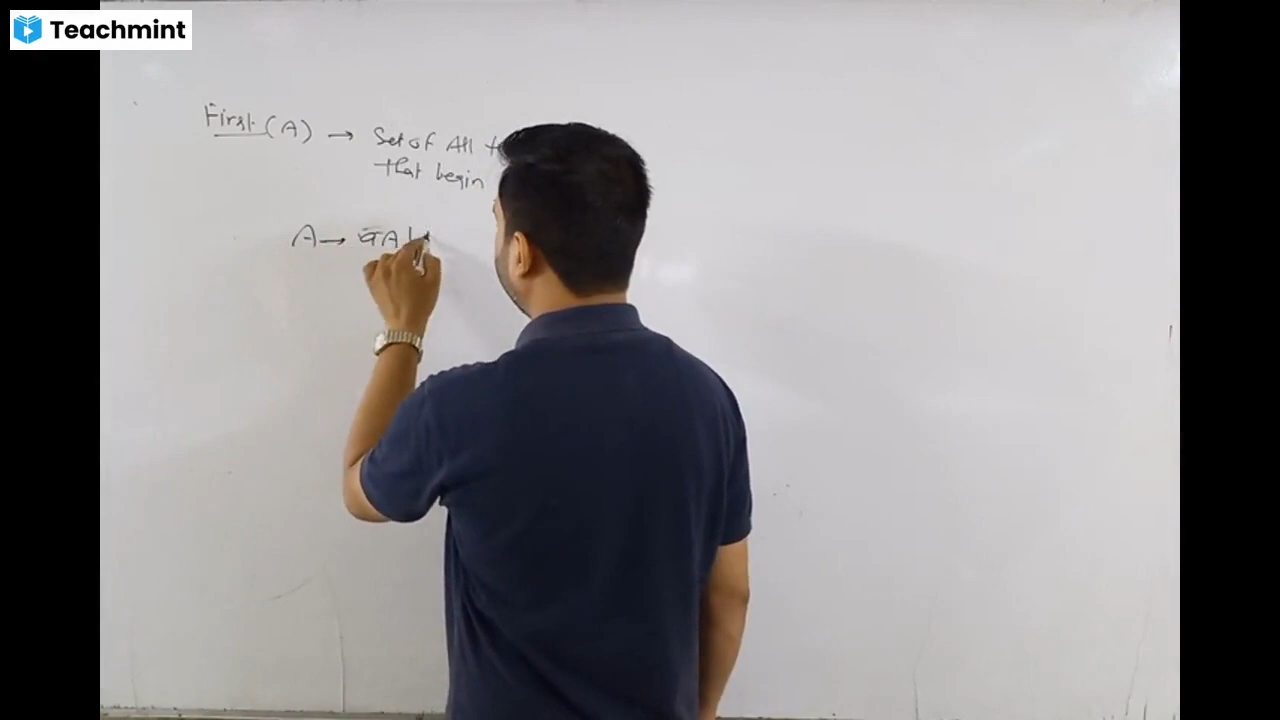 Teachmint
First (A) → Set of All
that begin
A → aA |